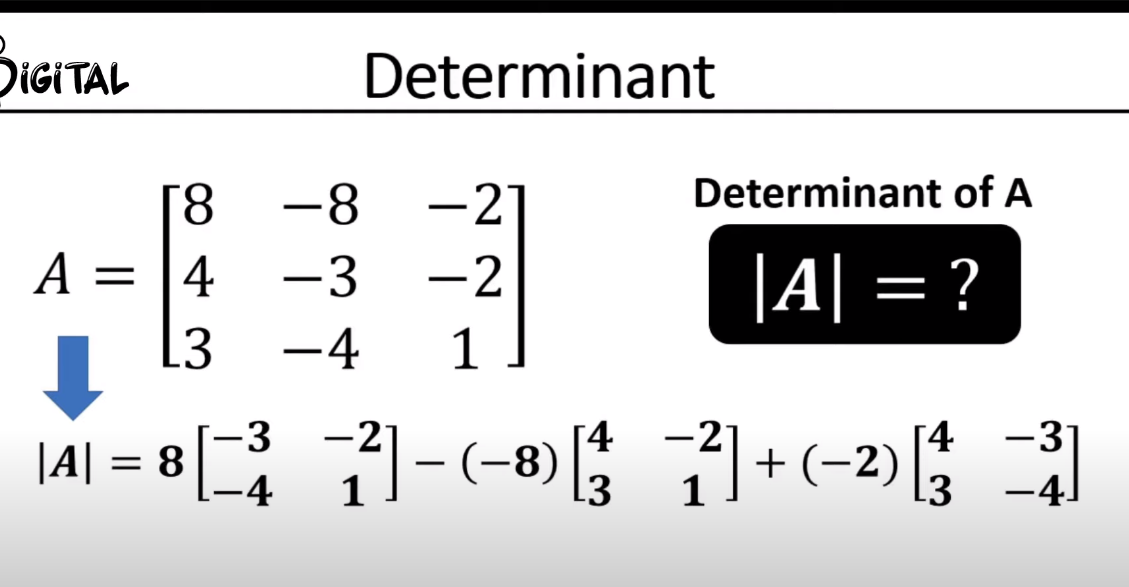 DiGiTAL
Determinant
Determinant of A
|A| = ?
A = [8 −8 −2
4 −3 −2
3 −4 1]
|A| = 8 [−3 −2
−4 1] − (−8) [4 −2
3 1] + (−2) [4 −3
3 −4]